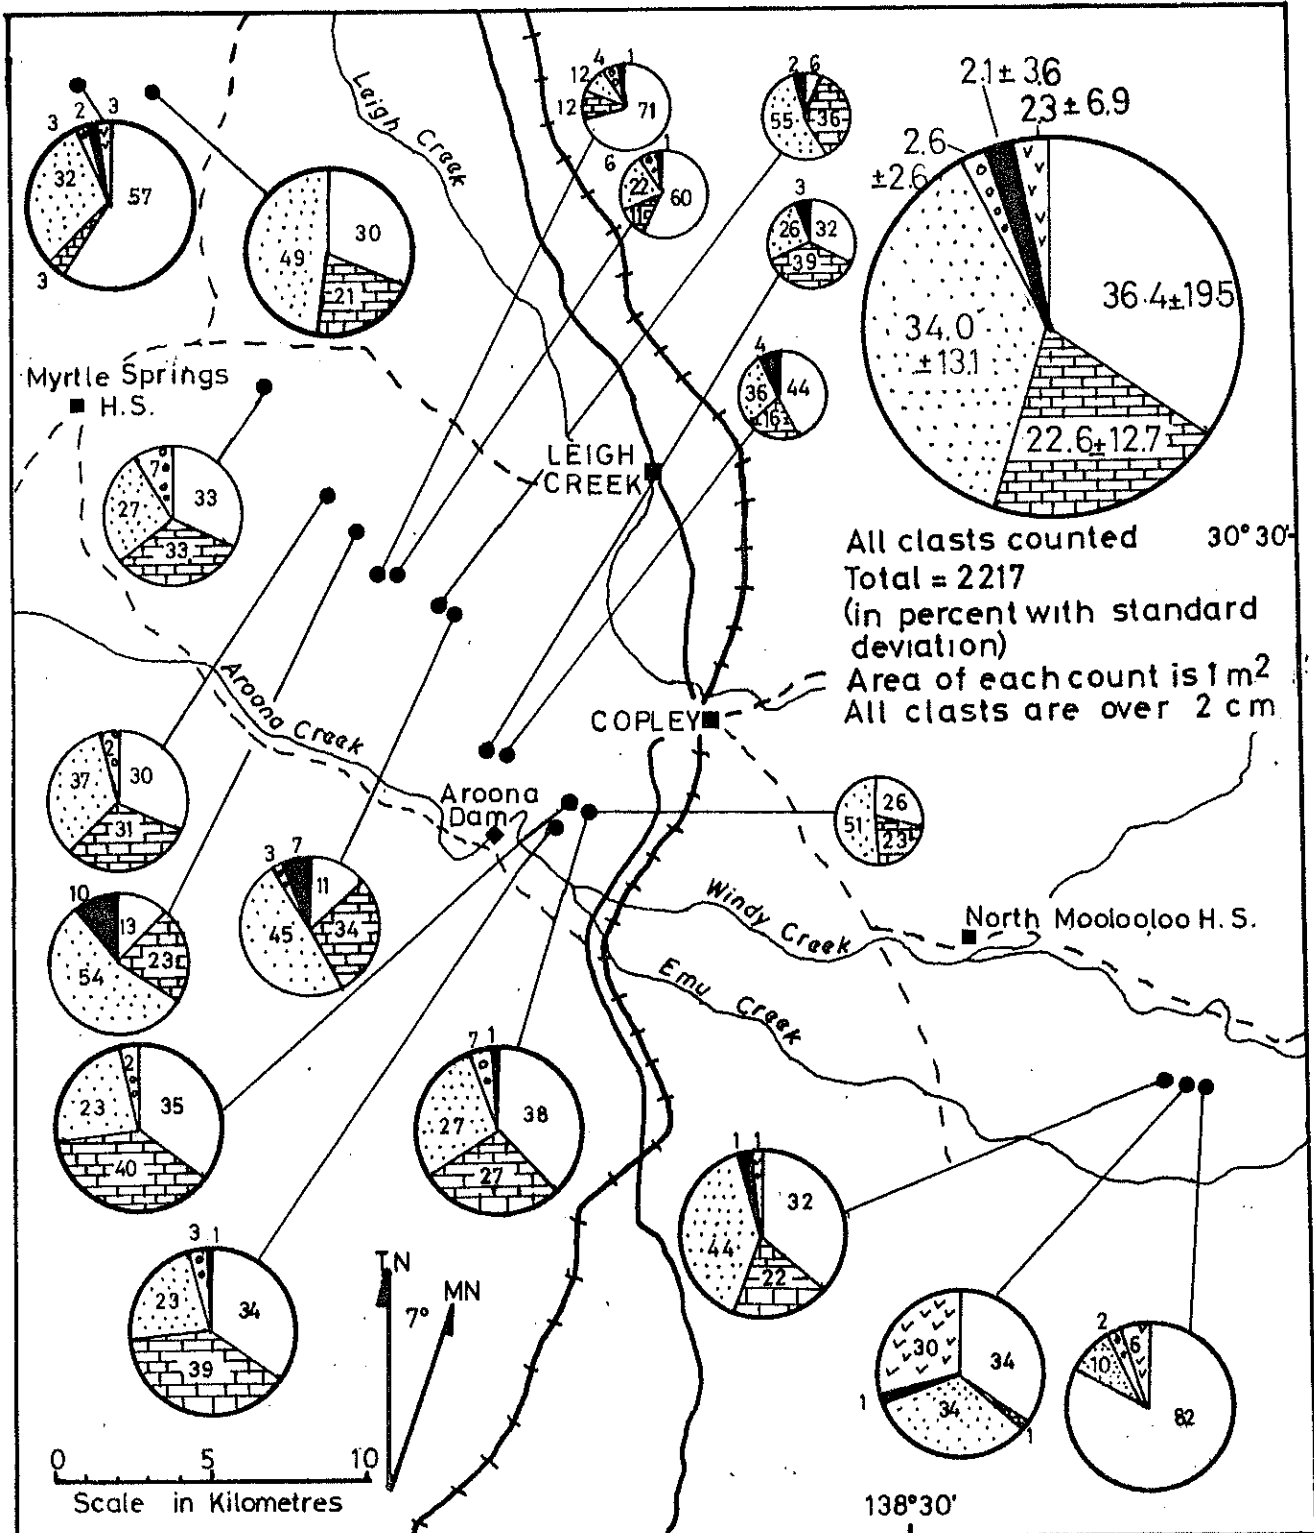 3 2 3
32
57
3
30
49
21
Leigh Creek
4 1
12
12
71
1
6
22
60
2 6
55
36
3
26 32
39
4
36 44
16
2.1 ± 3.6
2.3 ± 6.9
2.6
±2.6
36.4±19.5
34.0
±13.1
22.6±12.7
Myrtle Springs
H.S.
7
27 33
33
LEIGH
CREEK
All clasts counted 30°30'
Total = 2217
(in percent with standard
deviation)
Area of each count is 1m²
All clasts are over 2 cm
COPLEY
Aroona Creek
Aroona
Dam
2
37 30
31
10
13
54
23
3 7
11
45 34
26
51
23
Windy Creek
North Moolooloo H.S.
Emu Creek
2
23 35
40
7 1
27 38
27
3 1
23 34
39
1 1
32
44
22
30
34
1
34
1
2
6
10
82
TN
MN
7°
0 5 10
Scale in Kilometres
138°30'